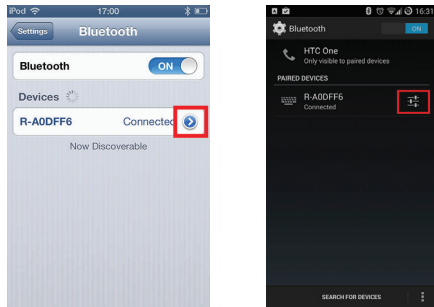 iPod 17:00
Settings Bluetooth
Bluetooth ON
Devices
R-A0DFF6 Connected
Now Discoverable
16:31
Bluetooth ON
HTC One
Only visible to paired devices
PAIRED DEVICES
R-A0DFF6
Connected
SEARCH FOR DEVICES